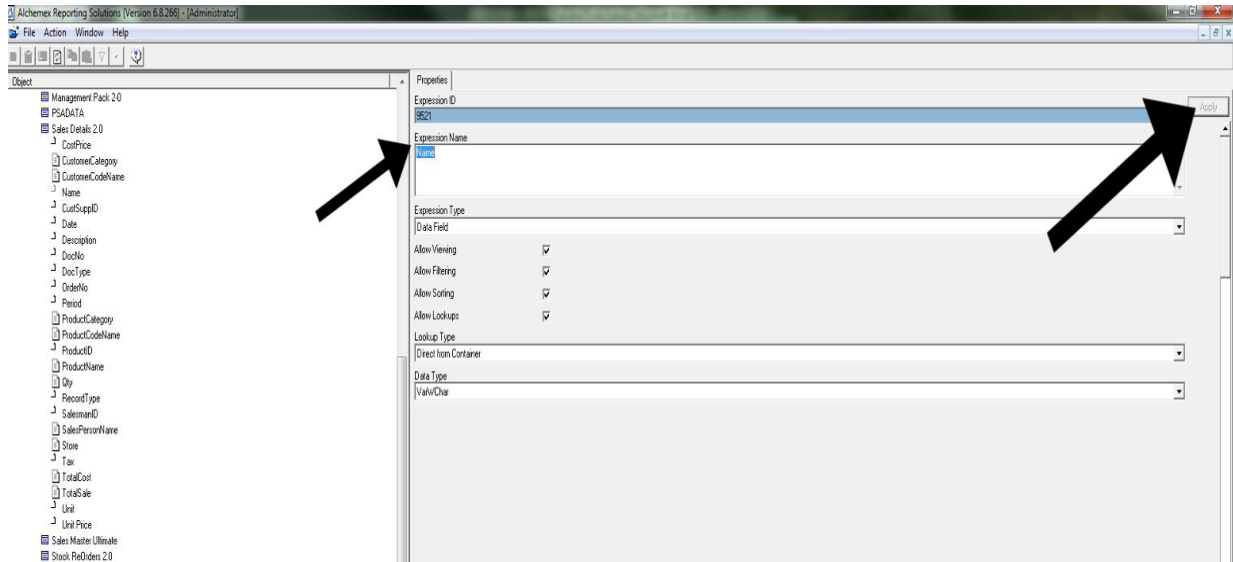 Alchemex Reporting Solutions (Version 6.8.266) - [Administrator]
File Action Window Help
Object
Management Pack 2-0
PSADATA
Sales Details 2.0
CostPrice
CustomerCategory
CustomerCodeName
Name
CustSuppID
Date
Description
DocNo
DocType
OrderNo
Period
ProductCategory
ProductCodeName
ProductID
ProductName
Qty
RecordType
SalesmanID
SalesPersonName
Store
Tax
TotalCost
TotalSale
Unit
Unit Price
Sales Master Ultimate
Stock ReOrders 2.0
Properties
Expression ID
Apply
9521
Expression Name
Name
Expression Type
Data Field
Allow Viewing
Allow Filtering
Allow Sorting
Allow Lookups
Lookup Type
Direct from Container
Data Type
VarWChar